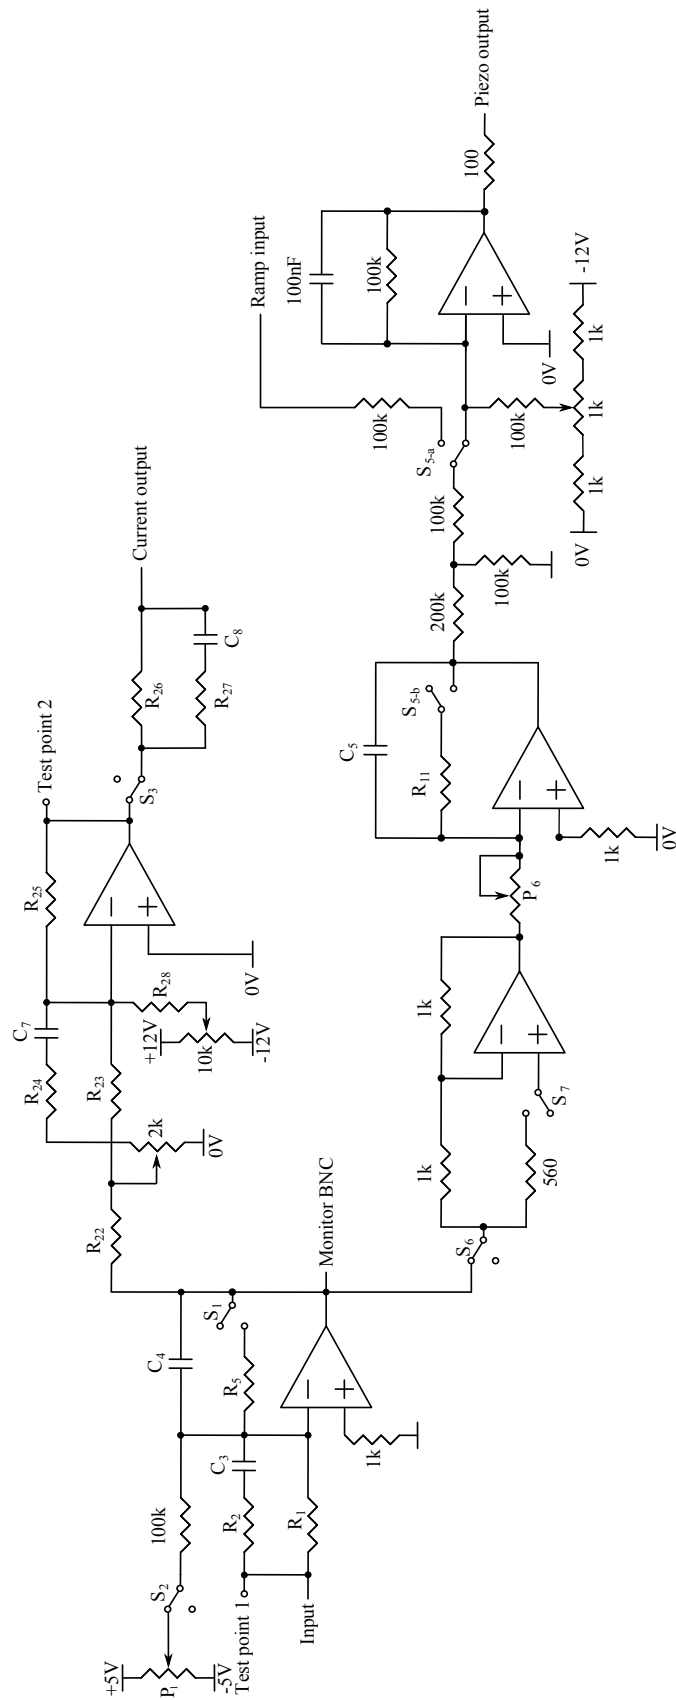 +5V
P1
-5V
S2
100k
C4
Test point 1
Input
R2
C3
R1
R5
S1
1k
Monitor BNC
R22
R23
R24
C7
2k
0V
+12V
10k
-12V
R28
R25
0V
Test point 2
S3
R26
R27
C8
Current output
S6
1k
1k
560
S7
P6
C5
R11
S5-b
1k
0V
200k
100k
100k
S5-a
100k
Ramp input
100k
100nF
100k
0V
0V
1k
1k
1k
-12V
100
Piezo output